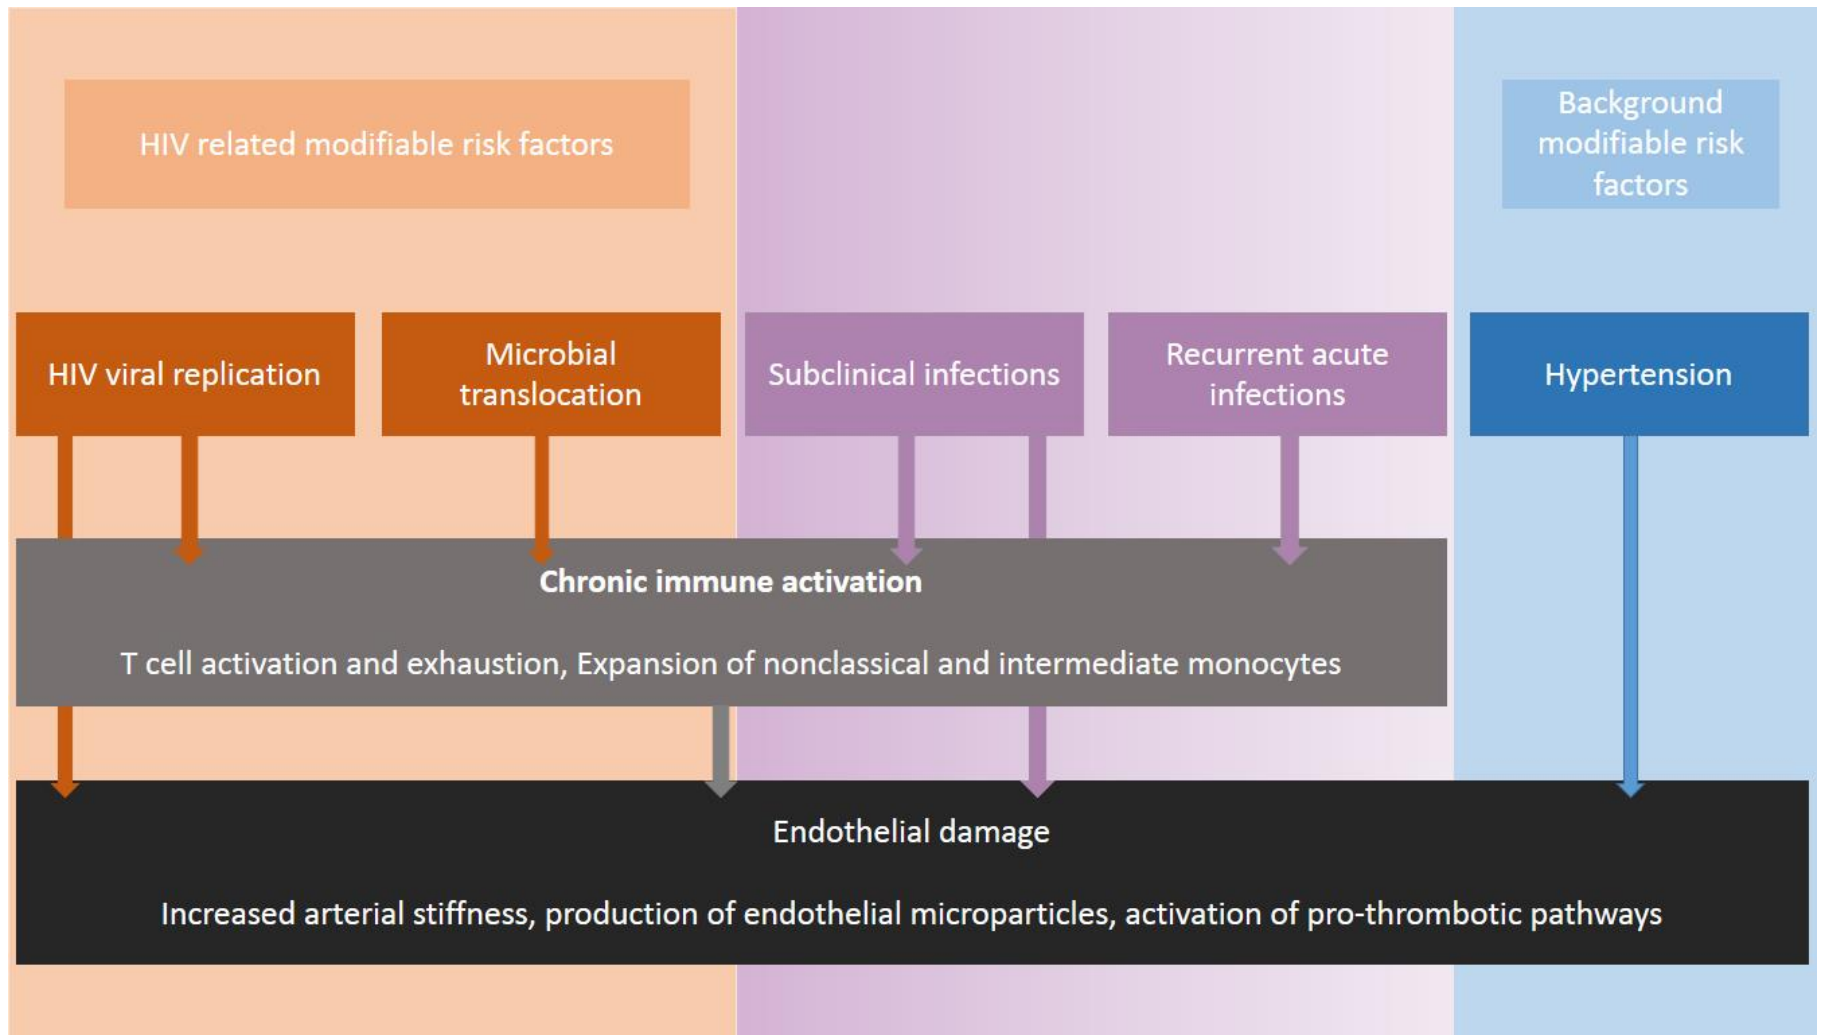 HIV related modifiable risk factors
Background
modifiable risk
factors
HIV viral replication
Microbial
translocation
Subclinical infections
Recurrent acute
infections
Hypertension
Chronic immune activation
T cell activation and exhaustion, Expansion of nonclassical and intermediate monocytes
Endothelial damage
Increased arterial stiffness, production of endothelial microparticles, activation of pro-thrombotic pathways